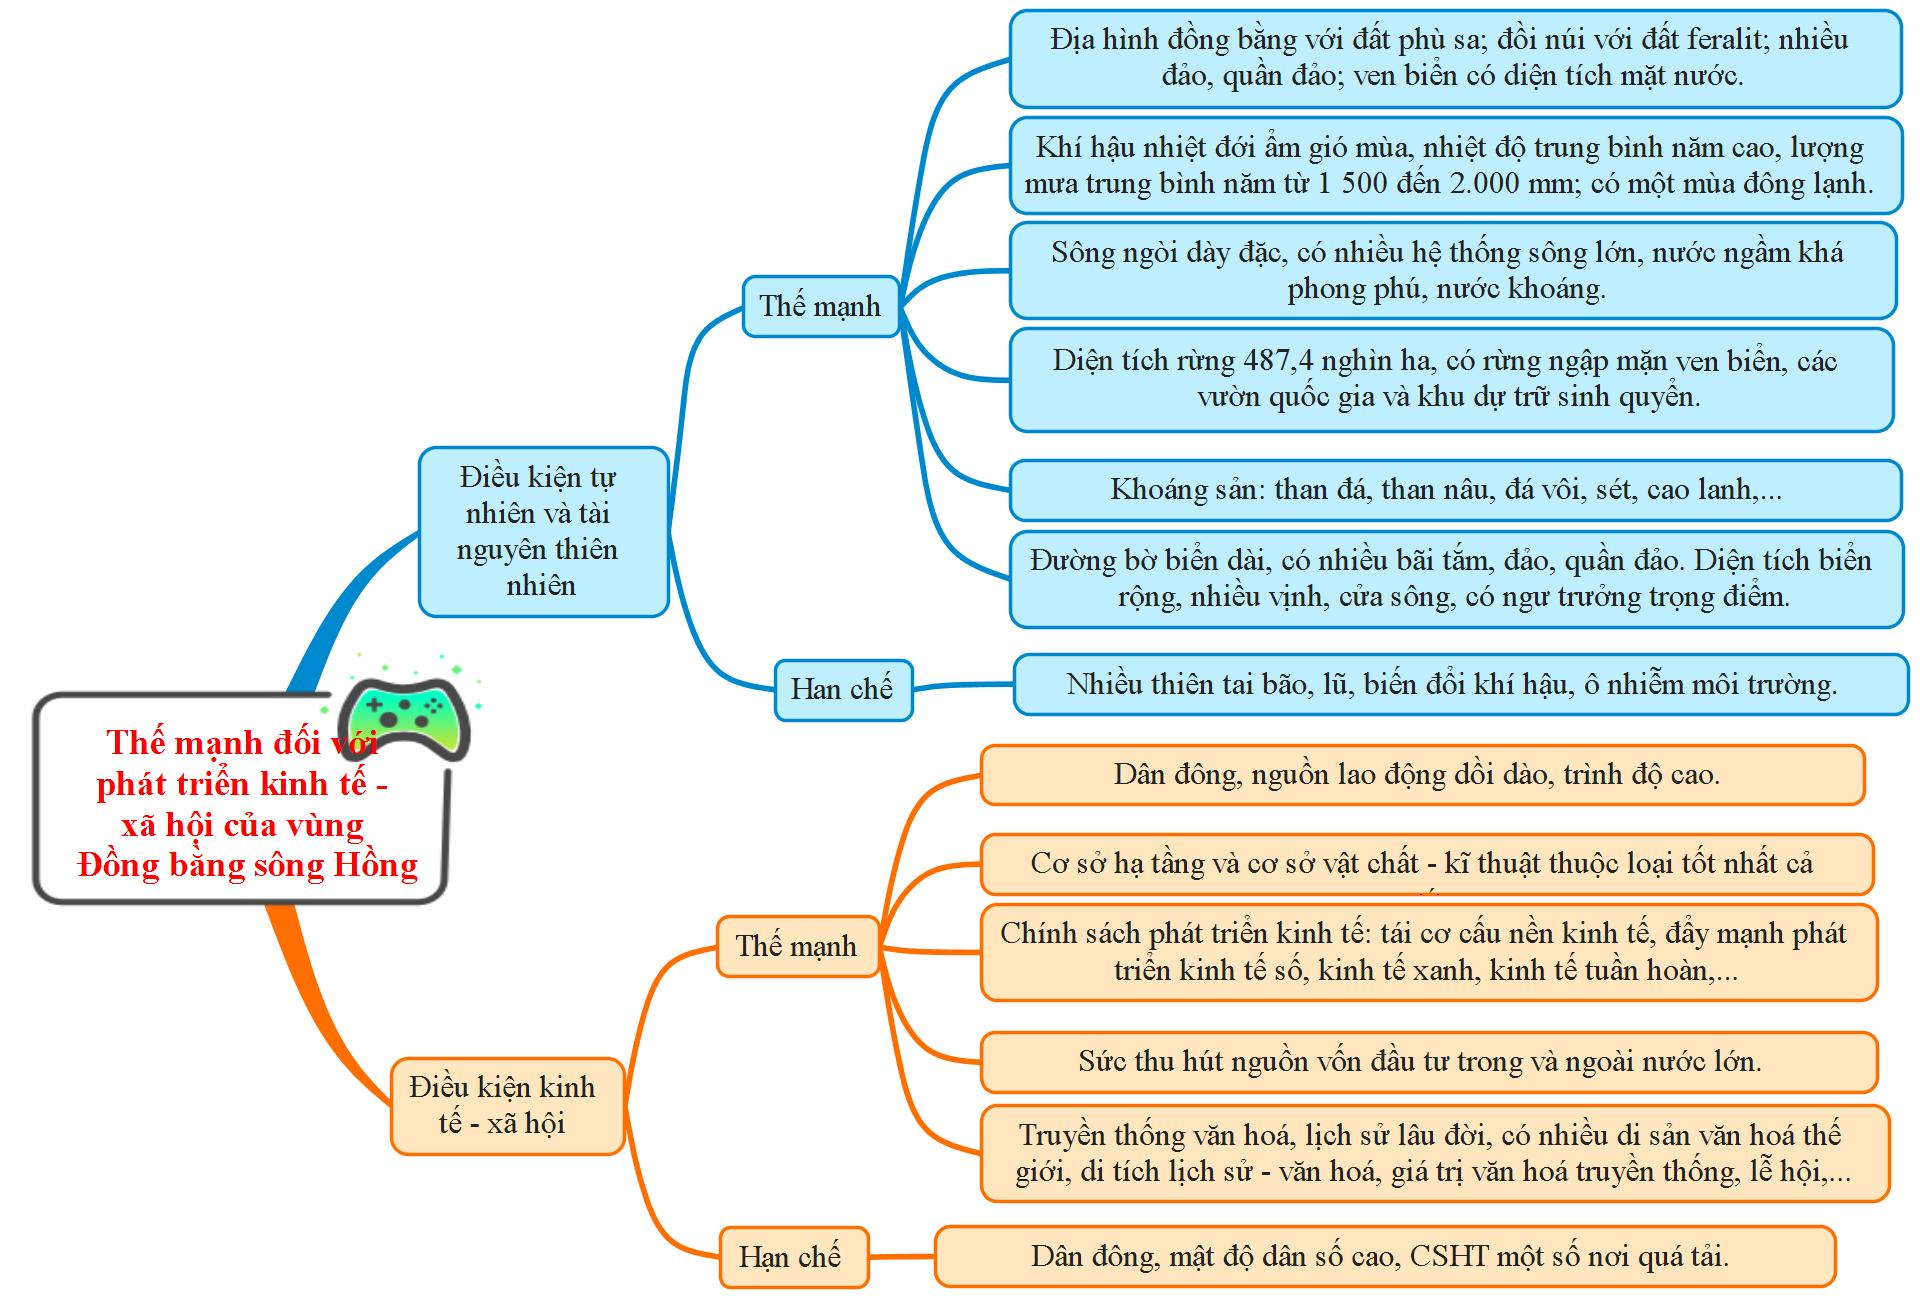 Thế mạnh đối với
phát triển kinh tế -
xã hội của vùng
Đồng bằng sông Hồng
Điều kiện tự
nhiên và tài
nguyên thiên
nhiên
Thế mạnh
Địa hình đồng bằng với đất phù sa; đồi núi với đất feralit; nhiều
đảo, quần đảo; ven biển có diện tích mặt nước.
Khí hậu nhiệt đới ẩm gió mùa, nhiệt độ trung bình năm cao, lượng
mưa trung bình năm từ 1 500 đến 2.000 mm; có một mùa đông lạnh.
Sông ngòi dày đặc, có nhiều hệ thống sông lớn, nước ngầm khá
phong phú, nước khoáng.
Diện tích rừng 487,4 nghìn ha, có rừng ngập mặn ven biển, các
vườn quốc gia và khu dự trữ sinh quyển.
Khoáng sản: than đá, than nâu, đá vôi, sét, cao lanh,...
Đường bờ biển dài, có nhiều bãi tắm, đảo, quần đảo. Diện tích biển
rộng, nhiều vịnh, cửa sông, có ngư trưởng trọng điểm.
Han chế
Nhiều thiên tai bão, lũ, biến đổi khí hậu, ô nhiễm môi trường.
Điều kiện kinh
tế - xã hội
Thế mạnh
Dân đông, nguồn lao động dồi dào, trình độ cao.
Cơ sở hạ tầng và cơ sở vật chất - kĩ thuật thuộc loại tốt nhất cả
Chính sách phát triển kinh tế: tái cơ cấu nền kinh tế, đẩy mạnh phát
triển kinh tế số, kinh tế xanh, kinh tế tuần hoàn,...
Sức thu hút nguồn vốn đầu tư trong và ngoài nước lớn.
Truyền thống văn hoá, lịch sử lâu đời, có nhiều di sản văn hoá thế
giới, di tích lịch sử - văn hoá, giá trị văn hoá truyền thống, lễ hội,...
Hạn chế
Dân đông, mật độ dân số cao, CSHT một số nơi quá tải.